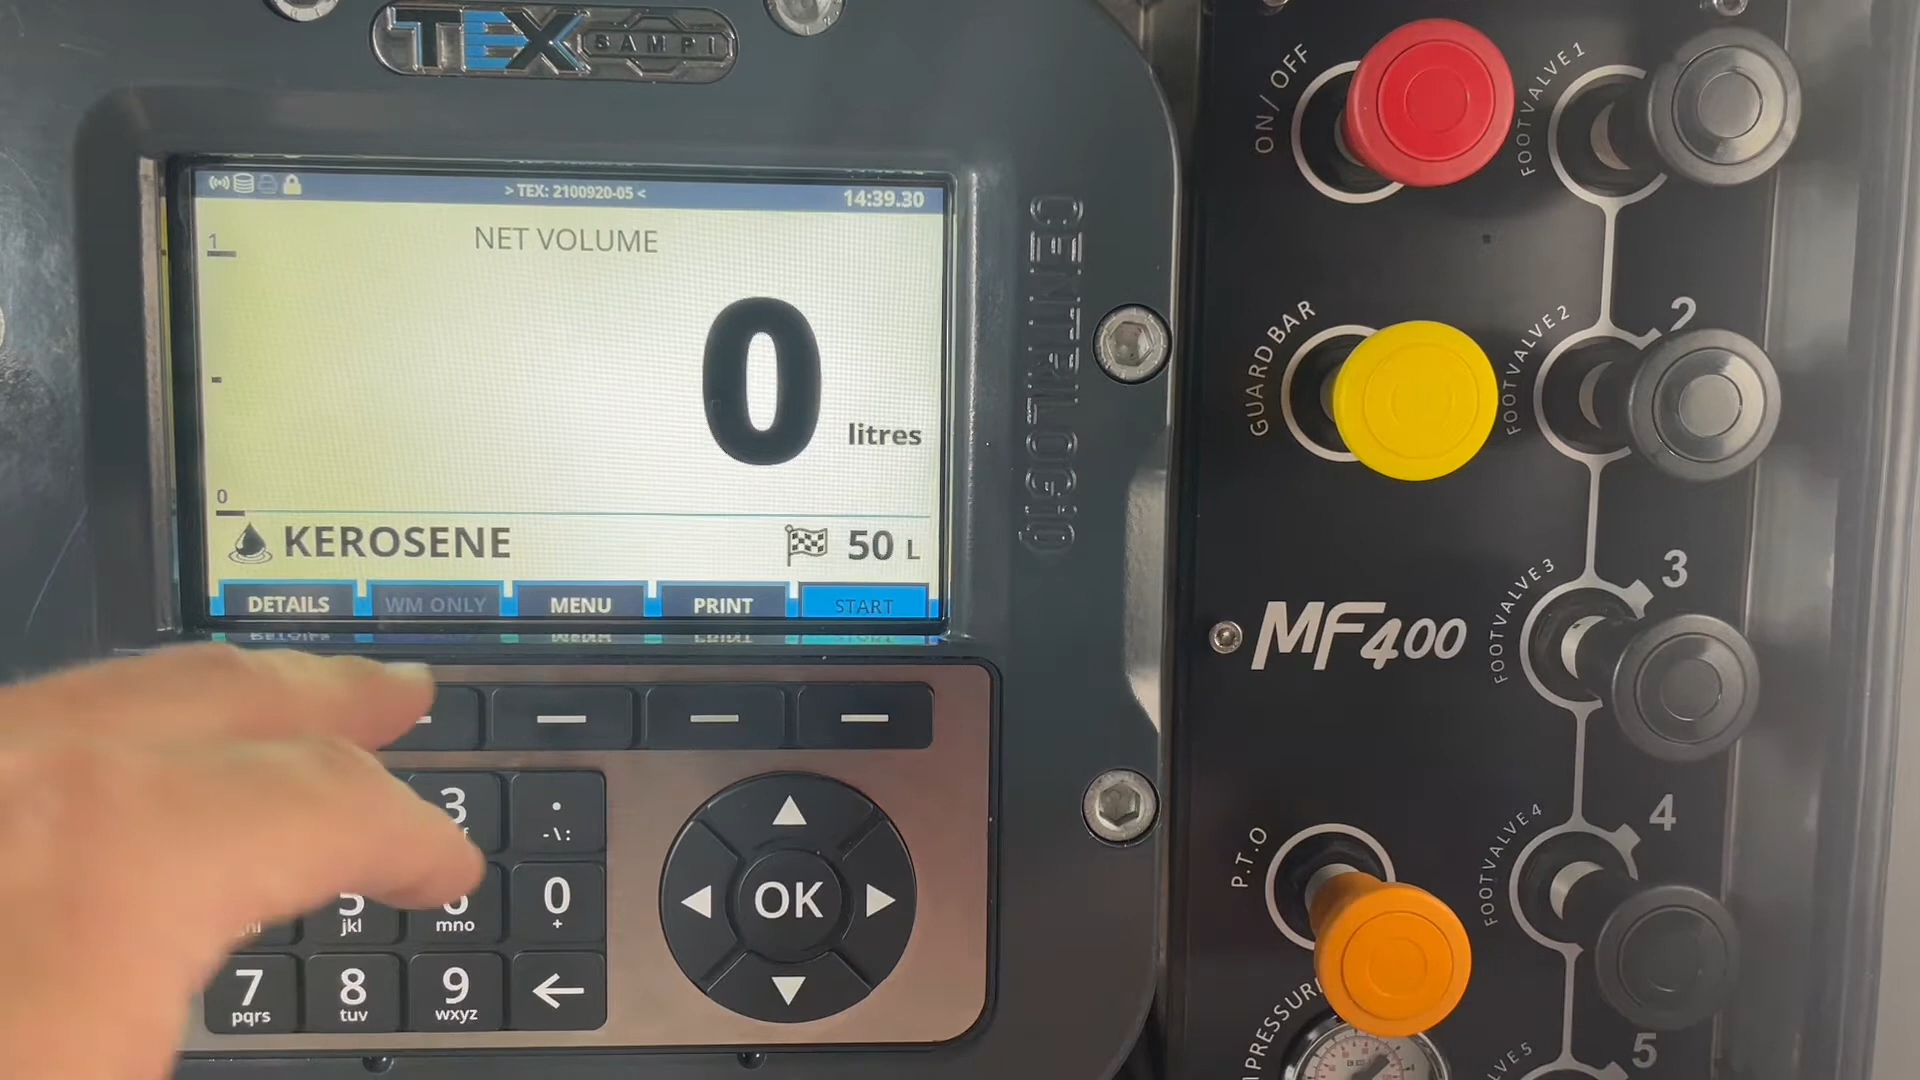 TEX SAMPI
> TEX: 2100920-05 <
14:39.30
NET VOLUME
1
0
litres
0
KEROSENE
50 L
DETAILS
WM ONLY
MENU
PRINT
START
CENTRILOGIQ
3
.
-\:
5
jkl
6
mno
0
+
7
pqrs
8
tuv
9
wxyz
OK
ON / OFF
FOOTVALVE 1
GUARD BAR
FOOTVALVE 2
2
MF400
FOOTVALVE 3
3
P.T.O
FOOTVALVE 4
4
5